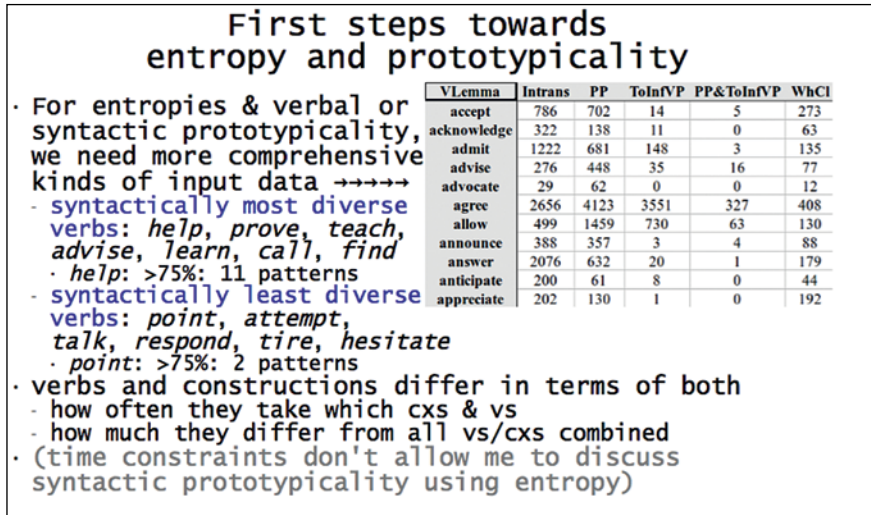 First steps towards
entropy and prototypicality
· For entropies & verbal or
syntactic prototypicality,
we need more comprehensive
kinds of input data →→→→→
- syntactically most diverse
verbs: help, prove, teach,
advise, learn, call, find
· help: >75%: 11 patterns
- syntactically least diverse
verbs: point, attempt,
talk, respond, tire, hesitate
· point: >75%: 2 patterns
· verbs and constructions differ in terms of both
- how often they take which cxs & vs
- how much they differ from all vs/cxs combined
· (time constraints don't allow me to discuss
syntactic prototypicality using entropy)
VLemma Intrans PP ToInfVP PP&ToInfVP WhCl
accept 786 702 14 5 273
acknowledge 322 138 11 0 63
admit 1222 681 148 3 135
advise 276 448 35 16 77
advocate 29 62 0 0 12
agree 2656 4123 3551 327 408
allow 499 1459 730 63 130
announce 388 357 3 4 88
answer 2076 632 20 1 179
anticipate 200 61 8 0 44
appreciate 202 130 1 0 192